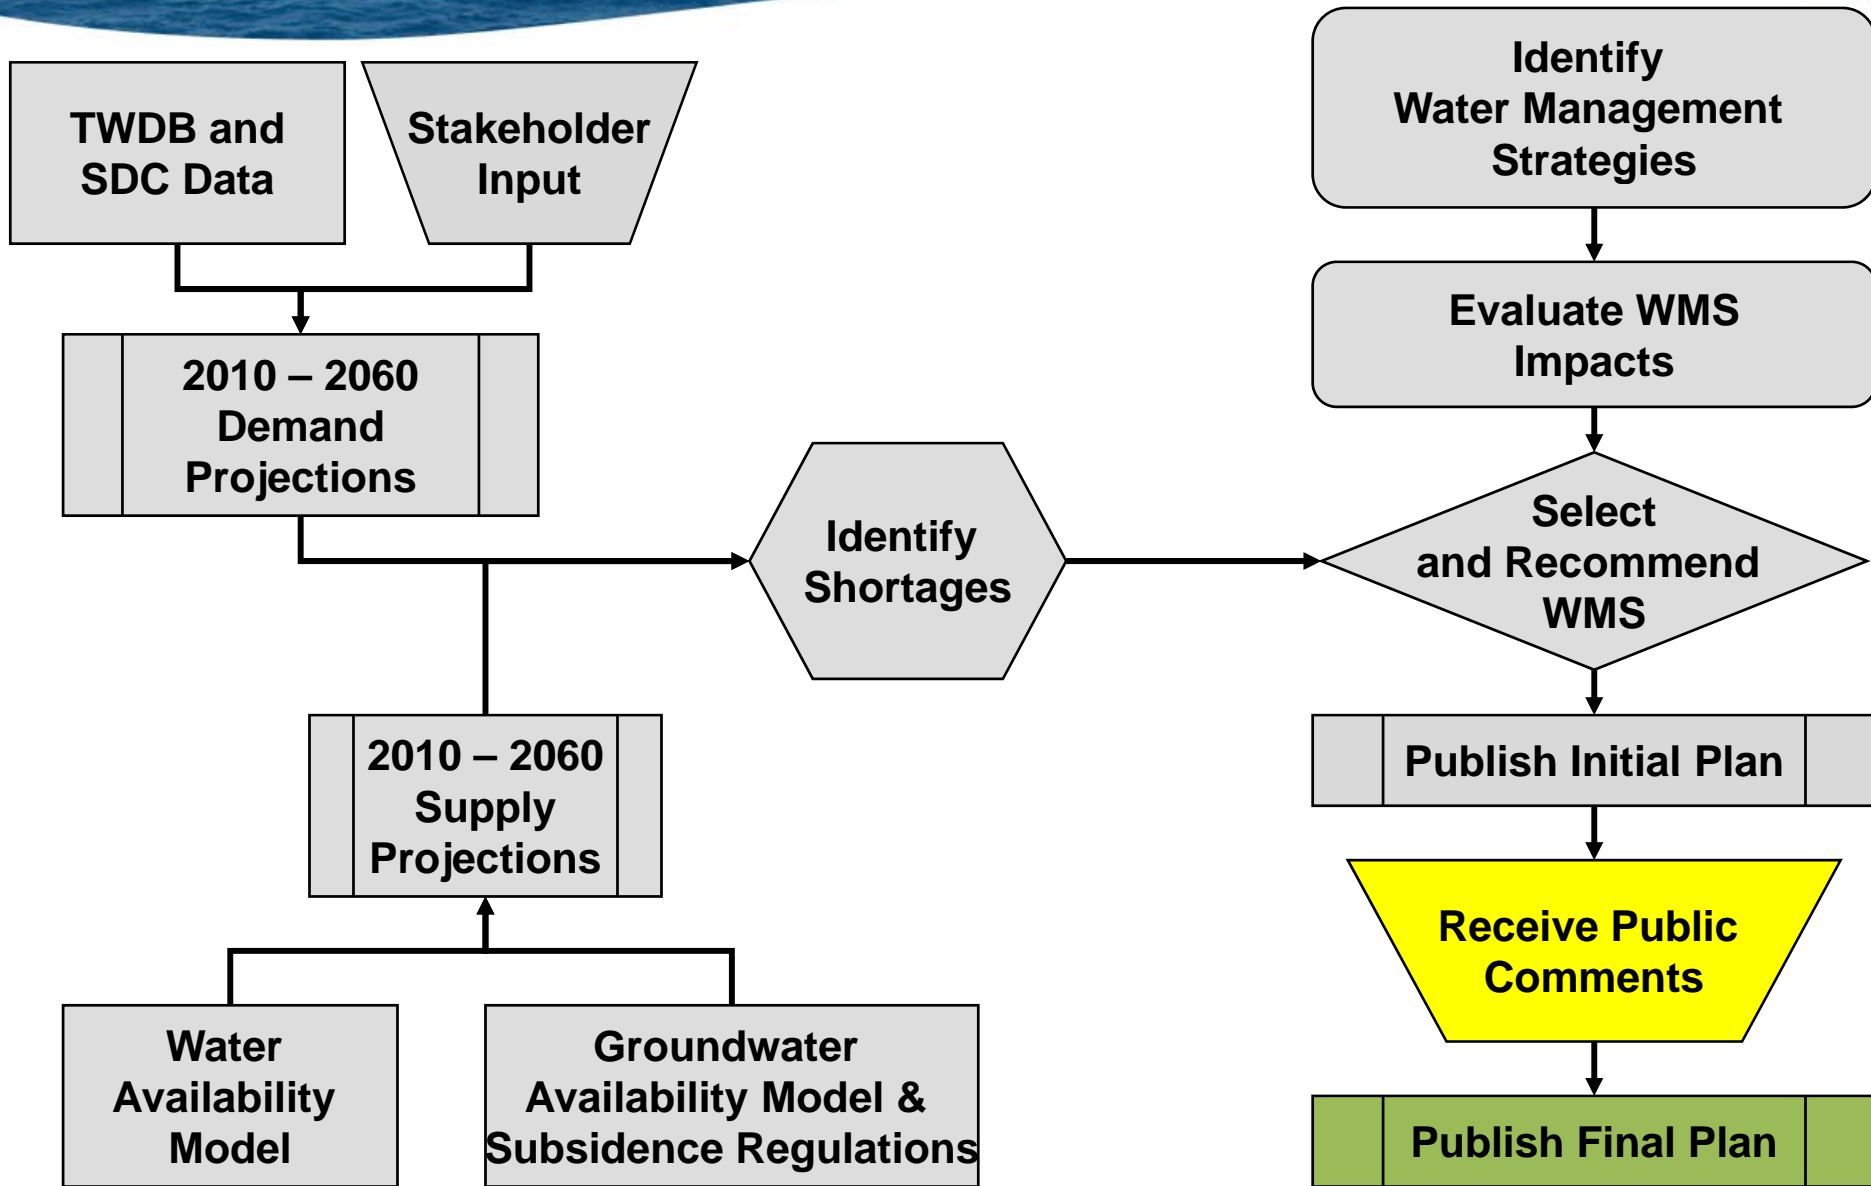 TWDB and
SDC Data
Stakeholder
Input
2010 – 2060
Demand
Projections
Identify
Shortages
2010 – 2060
Supply
Projections
Water
Availability
Model
Groundwater
Availability Model &
Subsidence Regulations
Identify
Water Management
Strategies
Evaluate WMS
Impacts
Select
and Recommend
WMS
Publish Initial Plan
Receive Public
Comments
Publish Final Plan